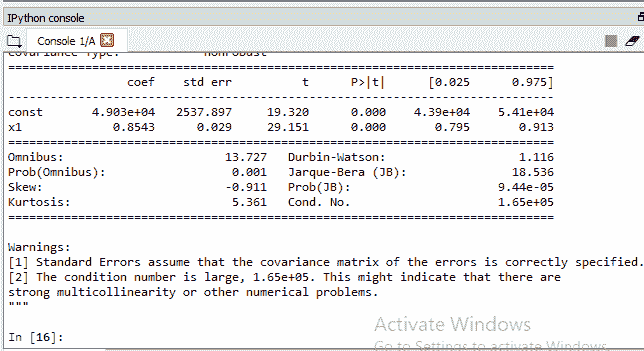 IPython console
Console 1/A
Covariance Type: nonrobust
==============================================================================
coef std err t P>|t| [0.025 0.975]
------------------------------------------------------------------------------
const 4.903e+04 2537.897 19.320 0.000 4.39e+04 5.41e+04
x1 0.8543 0.029 29.151 0.000 0.795 0.913
==============================================================================
Omnibus: 13.727 Durbin-Watson: 1.116
Prob(Omnibus): 0.001 Jarque-Bera (JB): 18.536
Skew: -0.911 Prob(JB): 9.44e-05
Kurtosis: 5.361 Cond. No. 1.65e+05
==============================================================================
Warnings:
[1] Standard Errors assume that the covariance matrix of the errors is correctly specified.
[2] The condition number is large, 1.65e+05. This might indicate that there are
strong multicollinearity or other numerical problems.
"""
In [16]:
Activate Windows
Go to Settings to activate Windows.